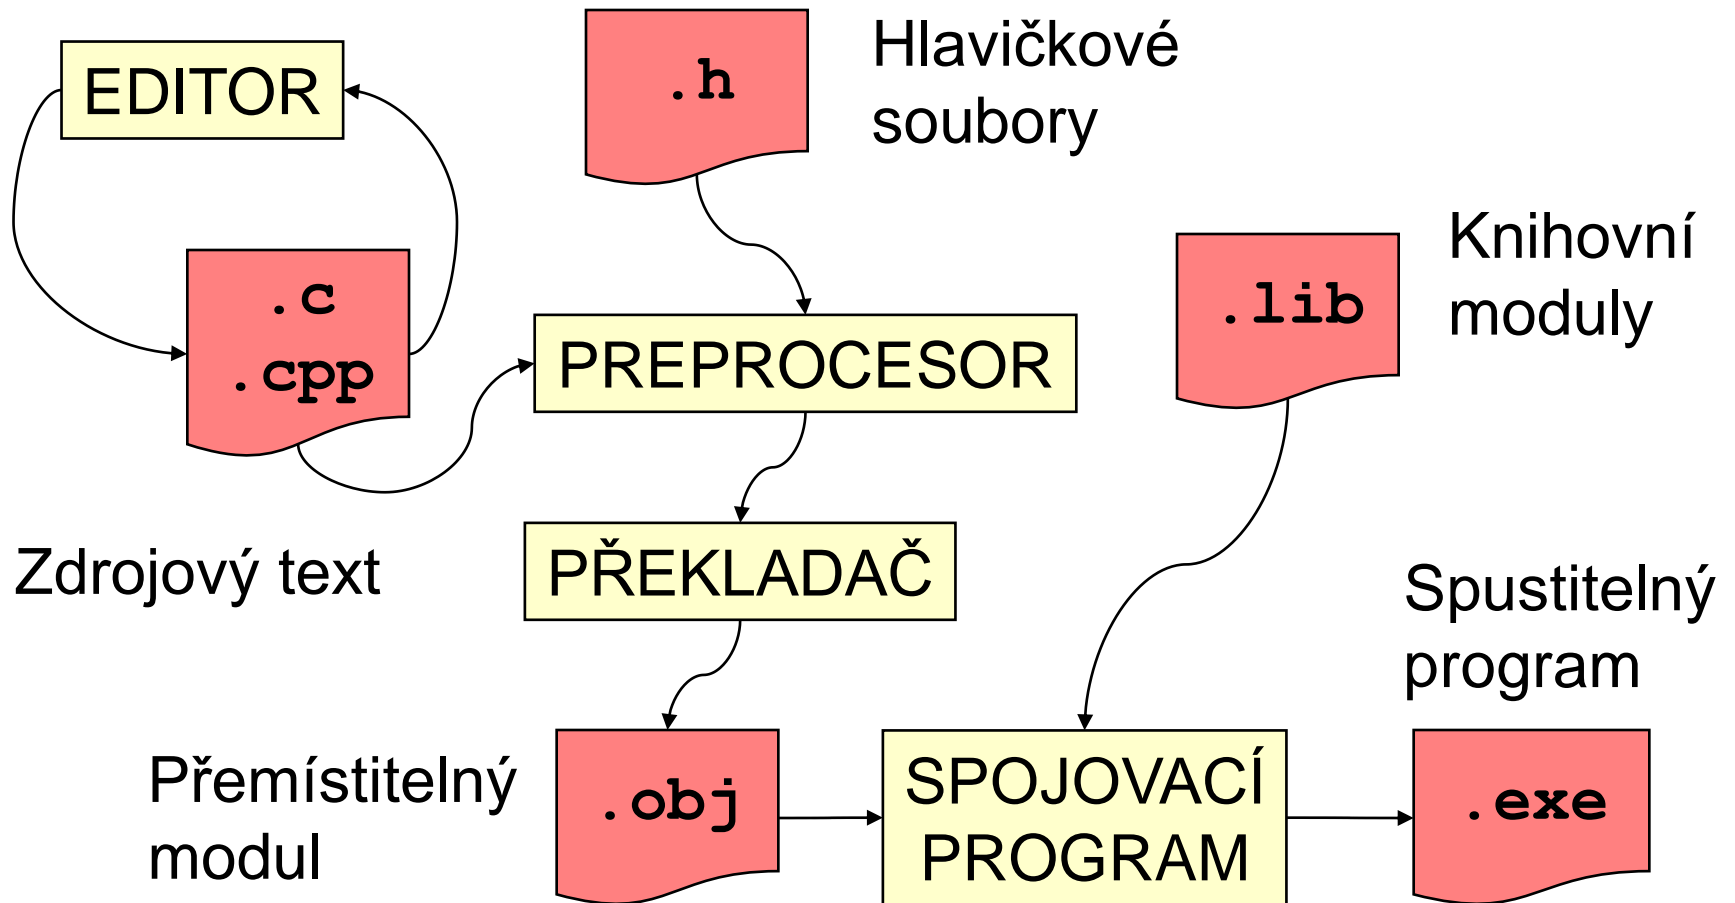 EDITOR
.h
Hlavičkové
soubory
.c
.cpp
PREPROCESOR
.lib
Knihovní
moduly
Zdrojový text
PŘEKLADAČ
Spustitelný
program
Přemístitelný
modul
.obj
SPOJOVACÍ
PROGRAM
.exe